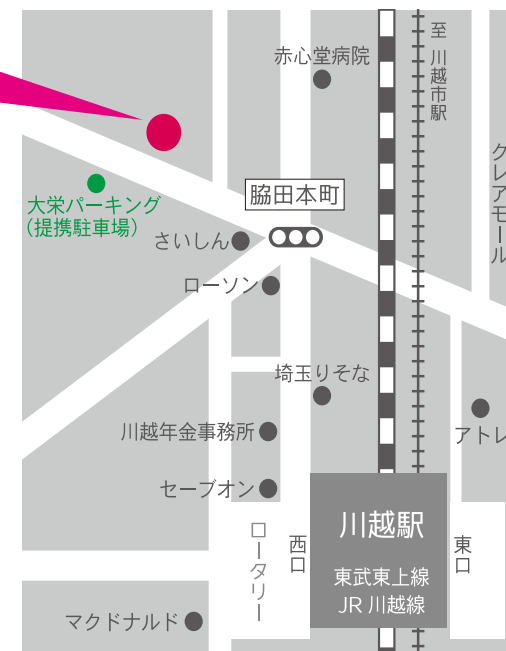 赤心堂病院
至 川越市駅
クレアモール
大栄パーキング
(提携駐車場)
脇田本町
さいしん
ローソン
埼玉りそな
川越年金事務所
アトレ
セーブオン
ロータリー
西口
川越駅
東武東上線
JR 川越線
東口
マクドナルド